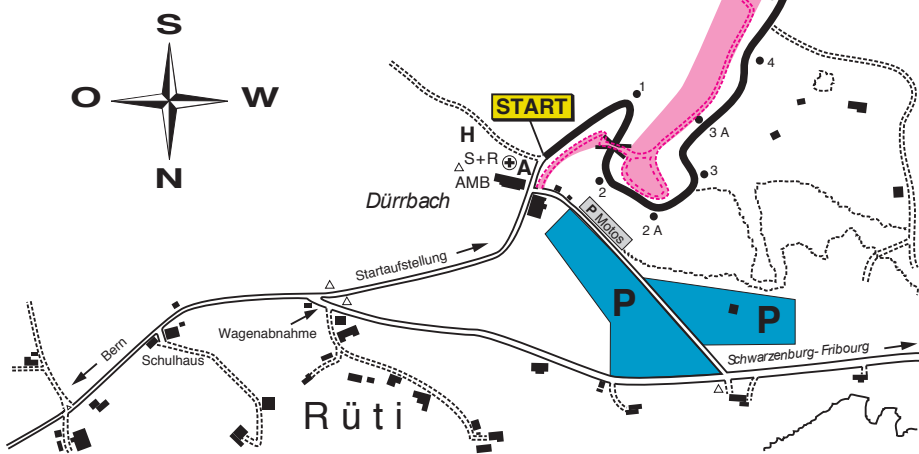 S
O W
N
START
1
4
H
3 A
S+R
A
AMB
3
2
Dürrbach
P Motos
2 A
Startaufstellung
P
P
Wagenabnahme
Bern
Schulhaus
Schwarzenburg-Fribourg
Rüti